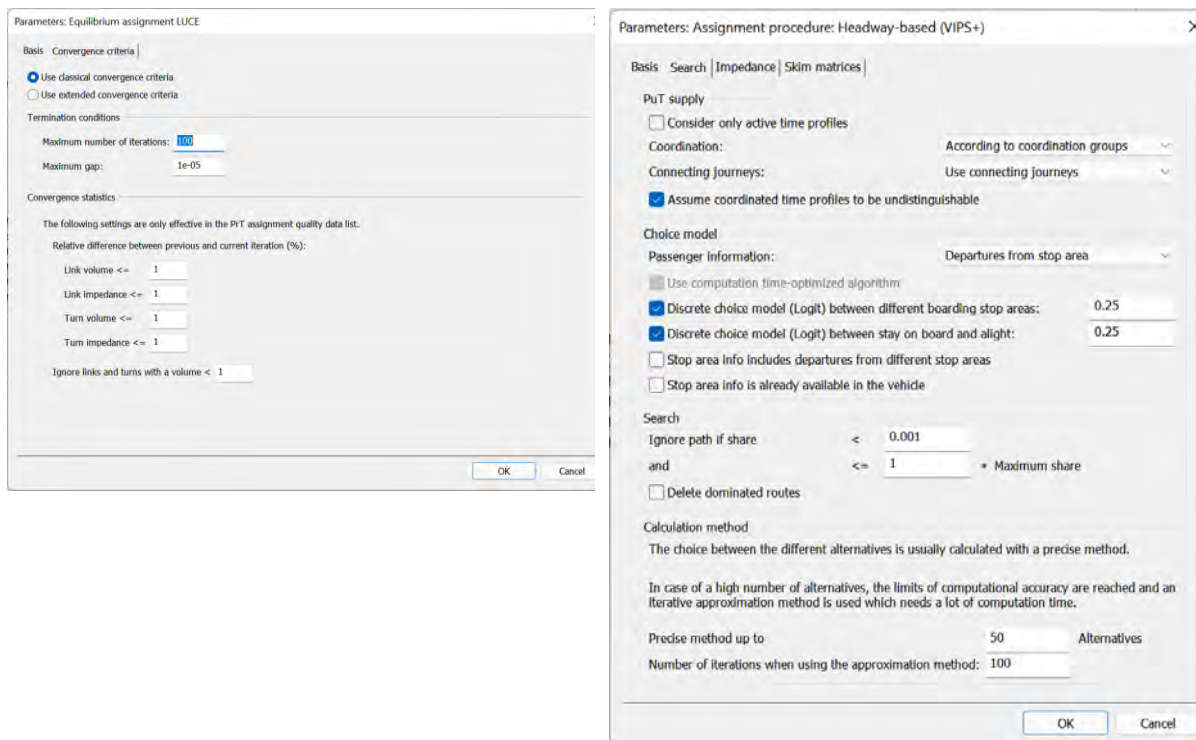 Parameters: Equilibrium assignment LUCE
Basis Convergence criteria
Use classical convergence criteria
Use extended convergence criteria
Termination conditions
Maximum number of iterations: 100
Maximum gap: 1e-05
Convergence statistics
The following settings are only effective in the PrT assignment quality data list.
Relative difference between previous and current iteration (%):
Link volume <= 1
Link impedance <= 1
Turn volume <= 1
Turn impedance <= 1
Ignore links and turns with a volume < 1
OK Cancel
Parameters: Assignment procedure: Headway-based (VIPS+)
Basis Search Impedance Skim matrices
PuT supply
Consider only active time profiles
Coordination: According to coordination groups
Connecting journeys: Use connecting journeys
Assume coordinated time profiles to be undistinguishable
Choice model
Passenger information: Departures from stop area
Use computation time-optimized algorithm
Discrete choice model (Logit) between different boarding stop areas: 0.25
Discrete choice model (Logit) between stay on board and alight: 0.25
Stop area info includes departures from different stop areas
Stop area info is already available in the vehicle
Search
Ignore path if share < 0.001
and <= 1 * Maximum share
Delete dominated routes
Calculation method
The choice between the different alternatives is usually calculated with a precise method.
In case of a high number of alternatives, the limits of computational accuracy are reached and an
iterative approximation method is used which needs a lot of computation time.
Precise method up to 50 Alternatives
Number of iterations when using the approximation method: 100
OK Cancel